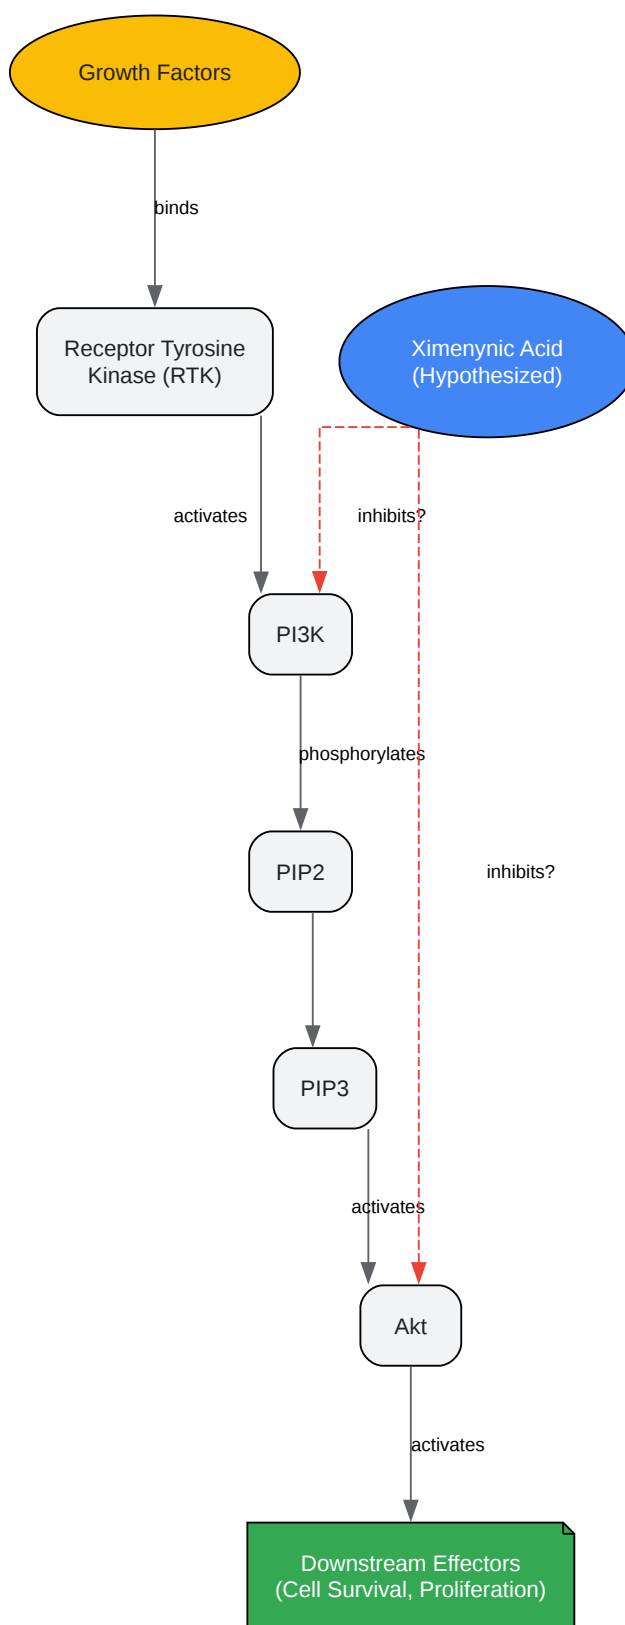 Growth Factors
binds
Receptor Tyrosine
Kinase (RTK)
Ximenynic Acid
(Hypothesized)
activates
inhibits?
PI3K
phosphorylates
PIP2
inhibits?
PIP3
activates
Akt
activates
Downstream Effectors
(Cell Survival, Proliferation)